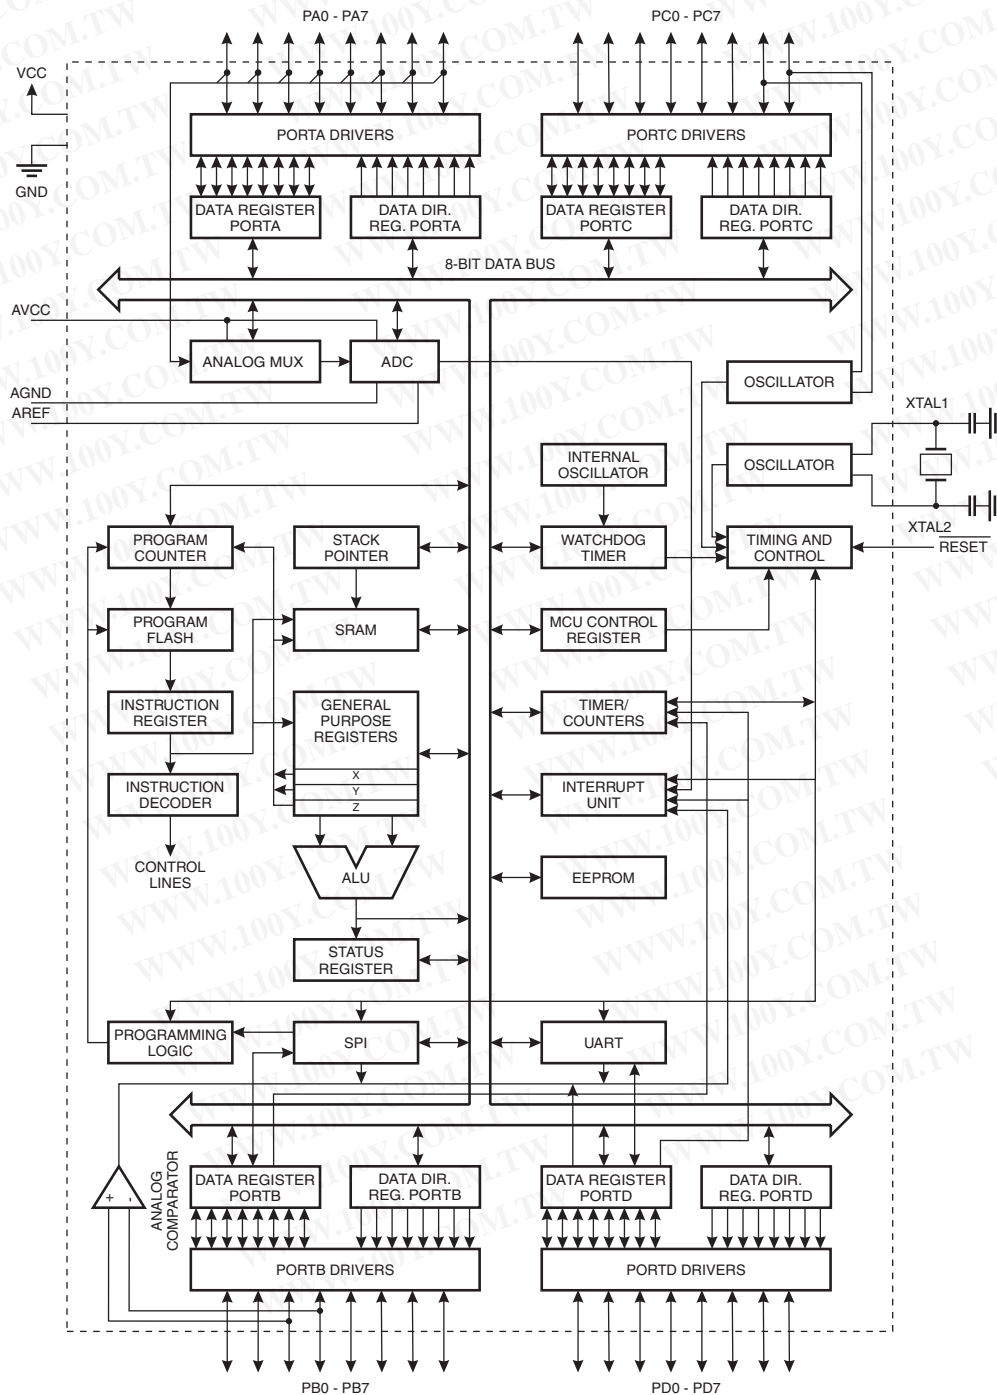 PA0 - PA7
PC0 - PC7
VCC
GND
PORTA DRIVERS
PORTC DRIVERS
DATA REGISTER
PORTA
DATA DIR.
REG. PORTA
DATA REGISTER
PORTC
DATA DIR.
REG. PORTC
8-BIT DATA BUS
AVCC
ANALOG MUX
ADC
AGND
AREF
OSCILLATOR
XTAL1
INTERNAL
OSCILLATOR
OSCILLATOR
XTAL2
RESET
PROGRAM
COUNTER
STACK
POINTER
WATCHDOG
TIMER
TIMING AND
CONTROL
PROGRAM
FLASH
SRAM
MCU CONTROL
REGISTER
INSTRUCTION
REGISTER
GENERAL
PURPOSE
REGISTERS
X
Y
Z
TIMER/
COUNTERS
INSTRUCTION
DECODER
INTERRUPT
UNIT
CONTROL
LINES
ALU
EEPROM
STATUS
REGISTER
PROGRAMMING
LOGIC
SPI
UART
ANALOG
COMPARATOR
+
-
DATA REGISTER
PORTB
DATA DIR.
REG. PORTB
DATA REGISTER
PORTD
DATA DIR.
REG. PORTD
PORTB DRIVERS
PORTD DRIVERS
PB0 - PB7
PD0 - PD7
WWW.100Y.COM.TW